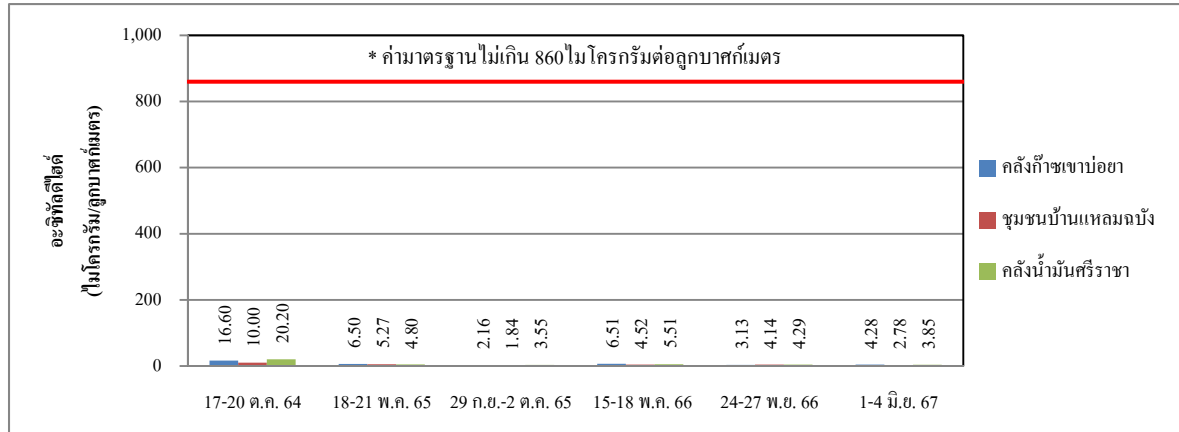 1,000
* ค่ามาตรฐานไม่เกิน 860 ไมโครกรัมต่อลูกบาศก์เมตร
800
600
400
200
0
อะซิทัลดีไฮด์
(ไมโครกรัม/ลูกบาศก์เมตร)
16.60 10.00 20.20 6.50 5.27 4.80 2.16 1.84 3.55 6.51 4.52 5.51 3.13 4.14 4.29 4.28 2.78 3.85
17-20 ต.ค. 64 18-21 พ.ค. 65 29 ก.ย.-2 ต.ค. 65 15-18 พ.ค. 66 24-27 พ.ย. 66 1-4 มิ.ย. 67
คลังก๊าซเขาบ่อยา
ชุมชนบ้านแหลมฉบัง
คลังน้ำมันศรีราชา